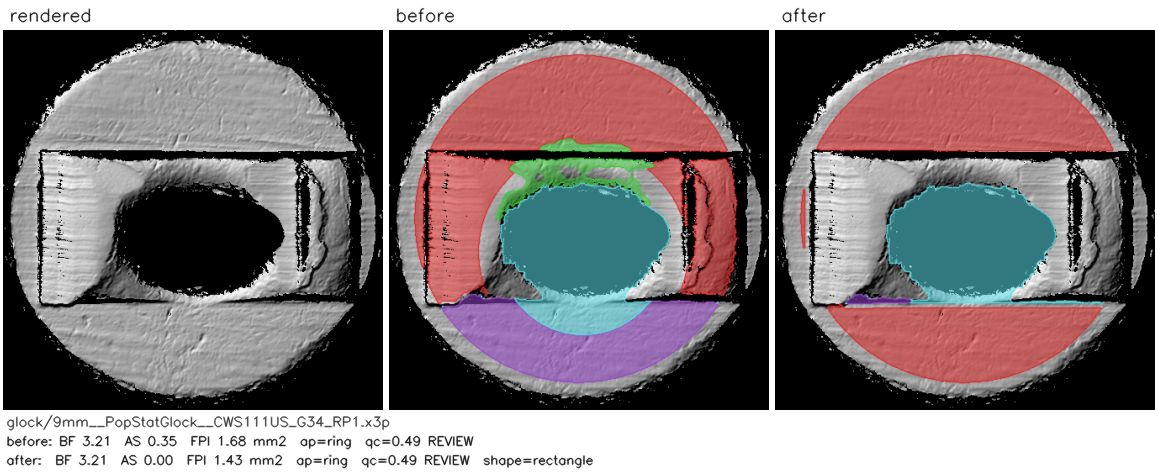 rendered before after
glock/9mm__PopStatGlock__CWS111US_G34_RP1.x3p
before: BF 3.21 AS 0.35 FPI 1.68 mm2 ap=ring qc=0.49 REVIEW
after: BF 3.21 AS 0.00 FPI 1.43 mm2 ap=ring qc=0.49 REVIEW shape=rectangle